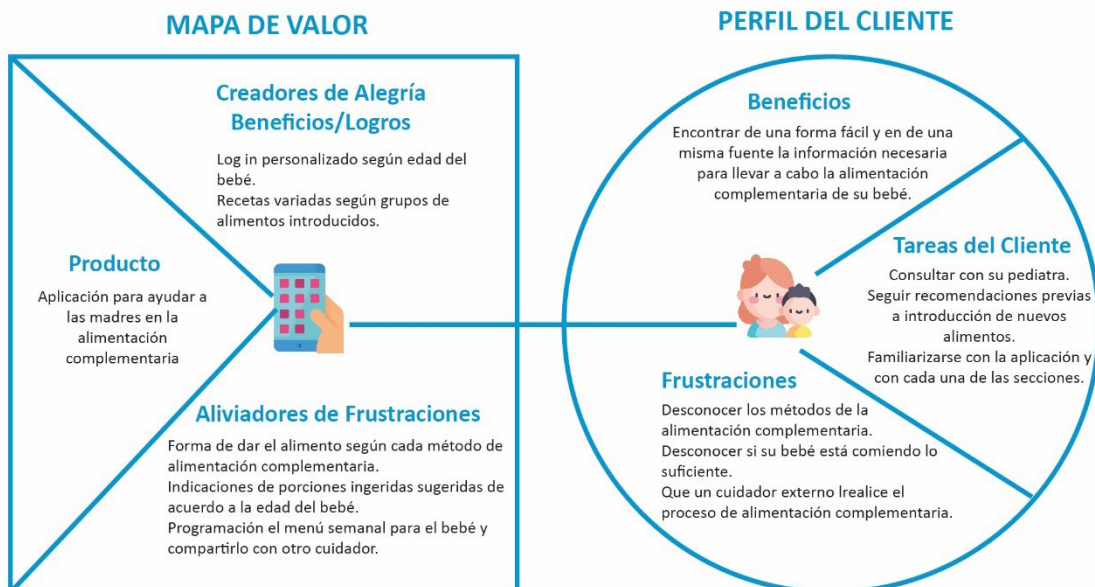 MAPA DE VALOR
Creadores de Alegría
Beneficios/Logros
Log in personalizado según edad del
bebé.
Recetas variadas según grupos de
alimentos introducidos.
Producto
Aplicación para ayudar a
las madres en la
alimentación
complementaria
Aliviadores de Frustraciones
Forma de dar el alimento según cada método de
alimentación complementaria.
Indicaciones de porciones ingeridas sugeridas de
acuerdo a la edad del bebé.
Programación el menú semanal para el bebé y
compartirlo con otro cuidador.
PERFIL DEL CLIENTE
Beneficios
Encontrar de una forma fácil y en de una
misma fuente la información necesaria
para llevar a cabo la alimentación
complementaria de su bebé.
Tareas del Cliente
Consultar con su pediatra.
Seguir recomendaciones previas
a introducción de nuevos
alimentos.
Familiarizarse con la aplicación y
con cada una de las secciones.
Frustraciones
Desconocer los métodos de la
alimentación complementaria.
Desconocer si su bebé está comiendo lo
suficiente.
Que un cuidador externo lrealice el
proceso de alimentación complementaria.